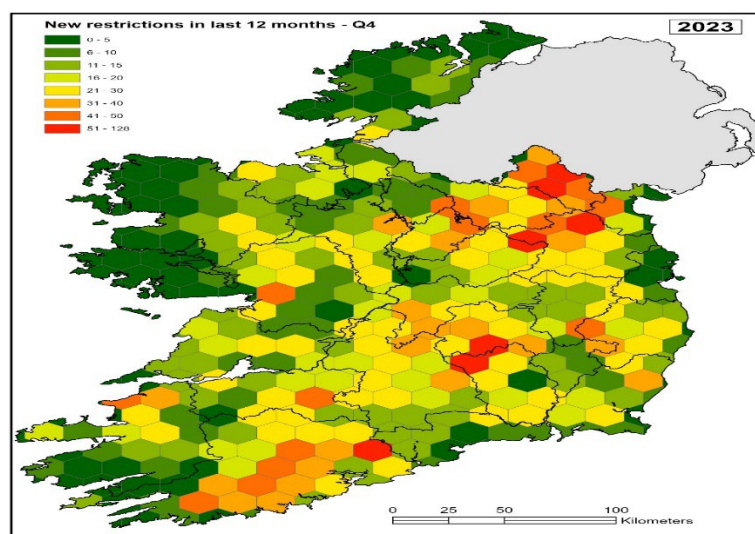 New restrictions in last 12 months - Q4
2023
0 - 5
6 - 10
11 - 15
16 - 20
21 - 30
31 - 40
41 - 50
51 - 128
0 25 50 100
Kilometers